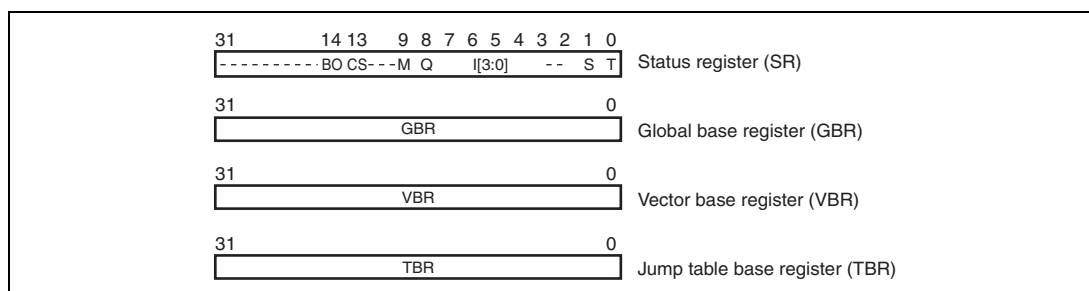 31 14 13 9 8 7 6 5 4 3 2 1 0
---------- BO CS---M Q I[3:0] -- S T Status register (SR)
31 0
GBR Global base register (GBR)
31 0
VBR Vector base register (VBR)
31 0
TBR Jump table base register (TBR)